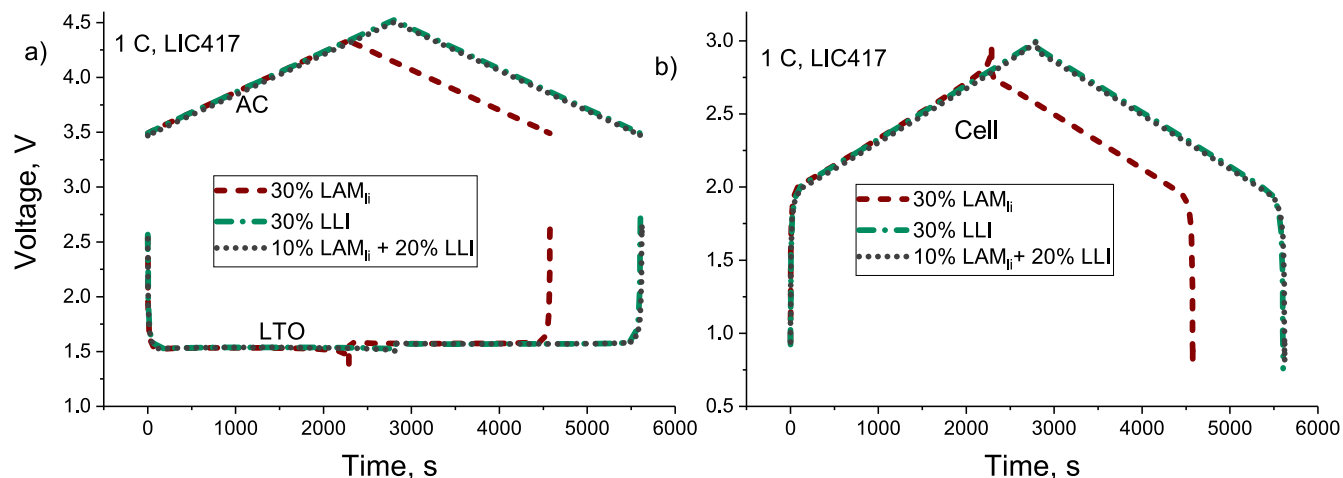 a)
1 C, LIC417
AC
30% LAMli
30% LLI
10% LAMli + 20% LLI
LTO
Voltage, V
4.5
4.0
3.5
3.0
2.5
2.0
1.5
1.0
0 1000 2000 3000 4000 5000 6000
Time, s
b)
1 C, LIC417
Cell
30% LAMli
30% LLI
10% LAMli+ 20% LLI
3.0
2.5
2.0
1.5
1.0
0.5
0 1000 2000 3000 4000 5000 6000
Time, s